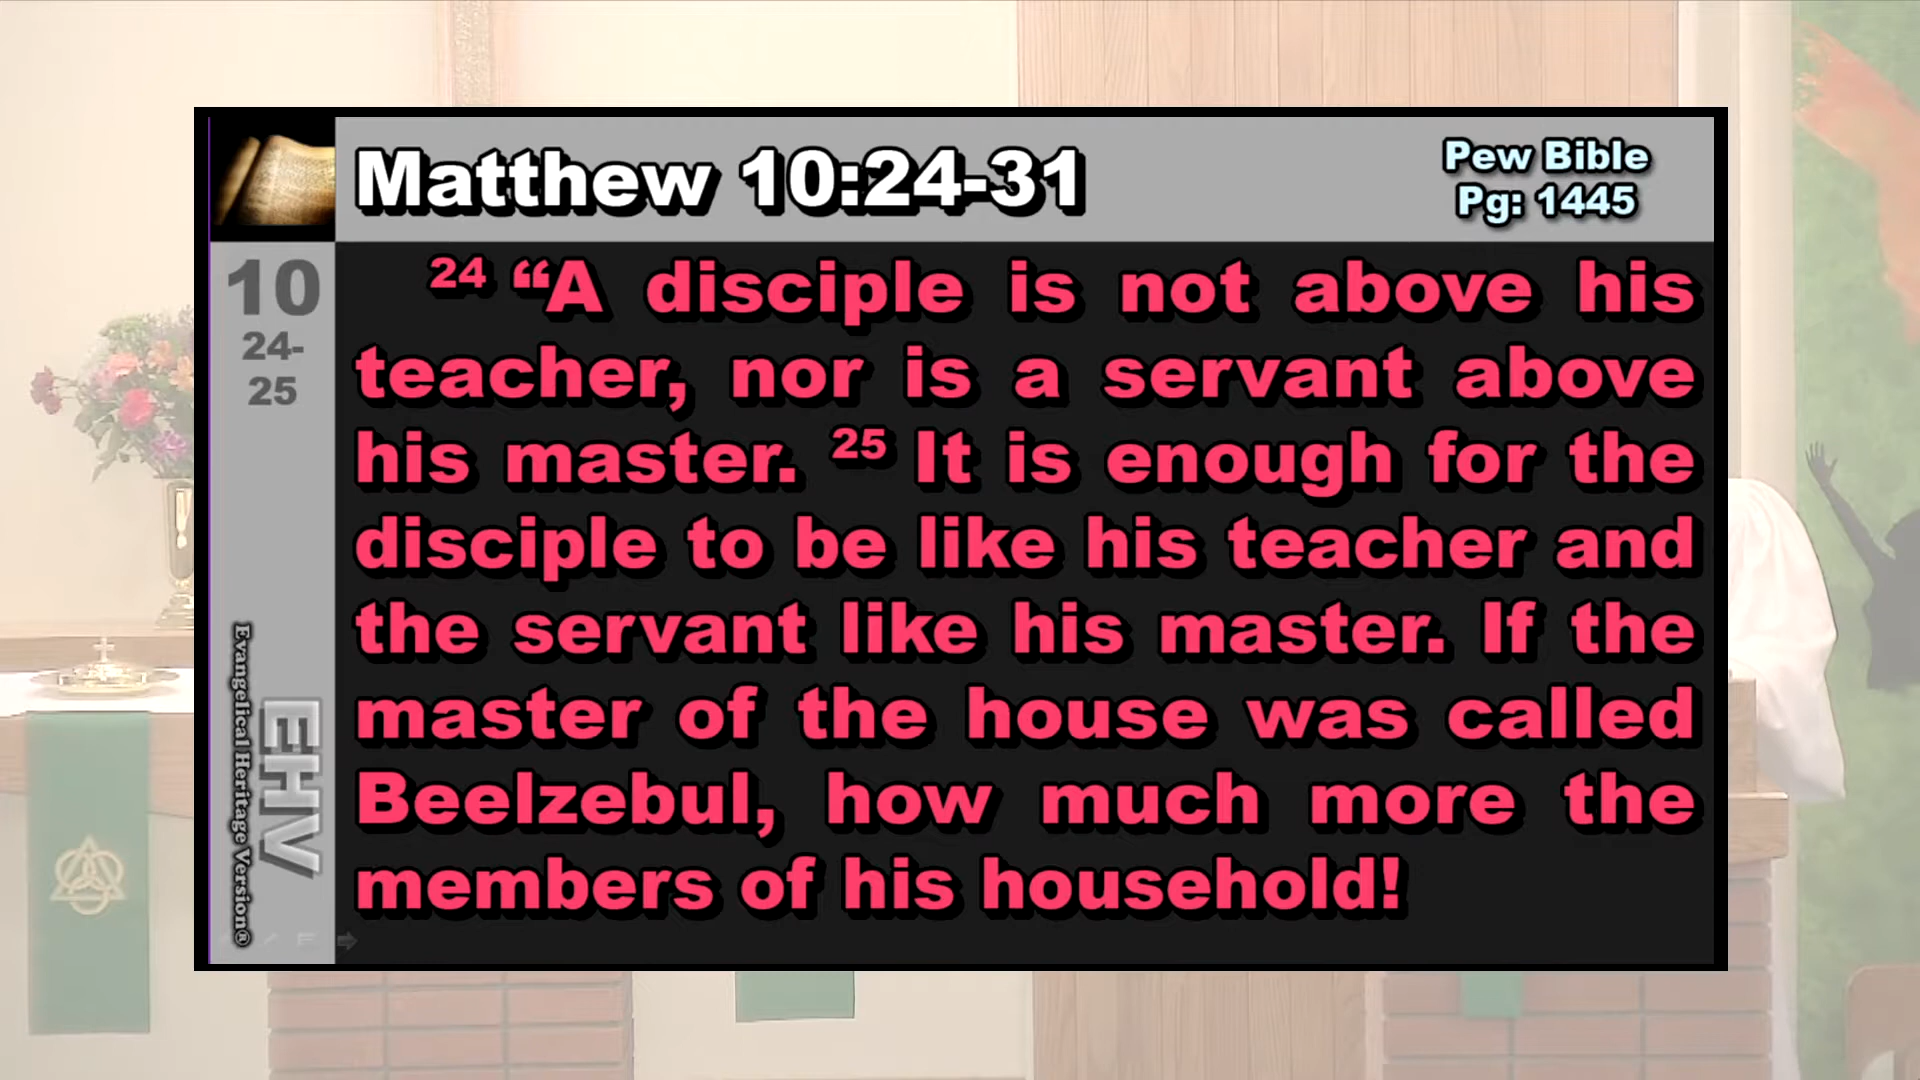 Matthew 10:24-31
Pew Bible
Pg: 1445
10
24-
25
Evangelical Heritage Version®
EHV
24 “A disciple is not above his
teacher, nor is a servant above
his master. 25 It is enough for the
disciple to be like his teacher and
the servant like his master. If the
master of the house was called
Beelzebul, how much more the
members of his household!